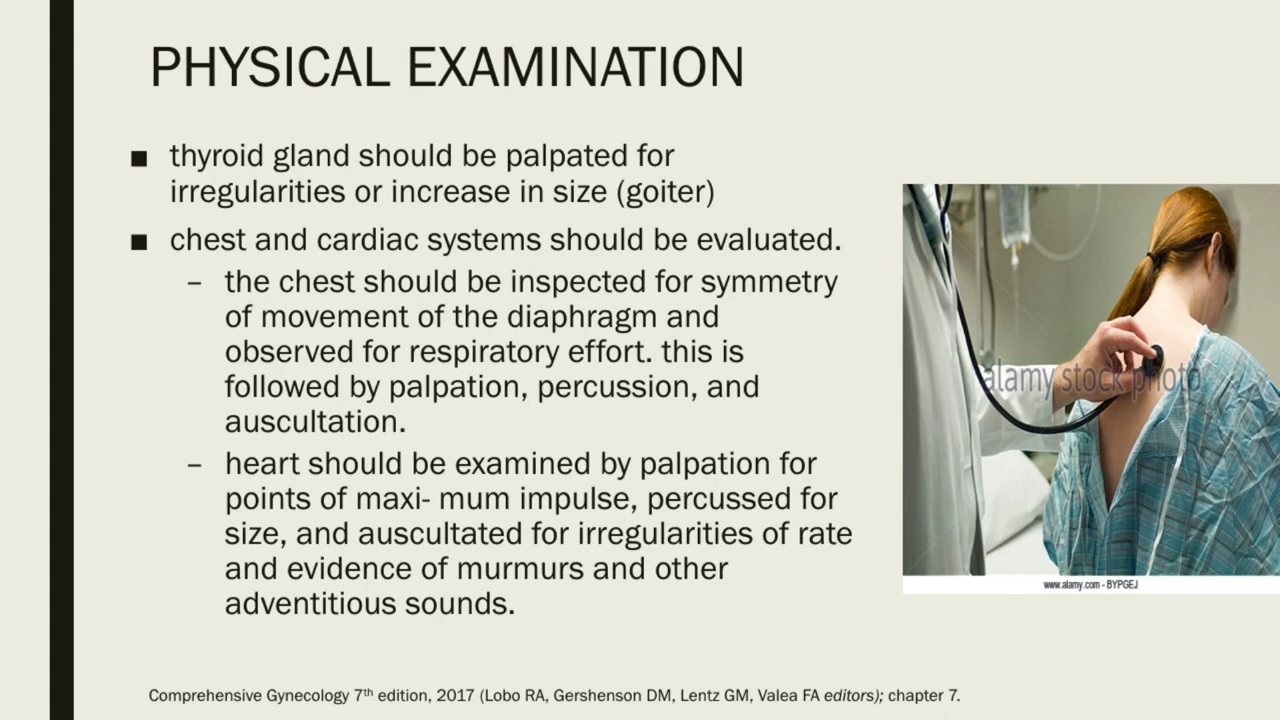 PHYSICAL EXAMINATION
■ thyroid gland should be palpated for
irregularities or increase in size (goiter)
■ chest and cardiac systems should be evaluated.
– the chest should be inspected for symmetry
of movement of the diaphragm and
observed for respiratory effort. this is
followed by palpation, percussion, and
auscultation.
– heart should be examined by palpation for
points of maxi- mum impulse, percussed for
size, and auscultated for irregularities of rate
and evidence of murmurs and other
adventitious sounds.
alamy stock photo
www.alamy.com - BYPGEJ
Comprehensive Gynecology 7th edition, 2017 (Lobo RA, Gershenson DM, Lentz GM, Valea FA editors); chapter 7.